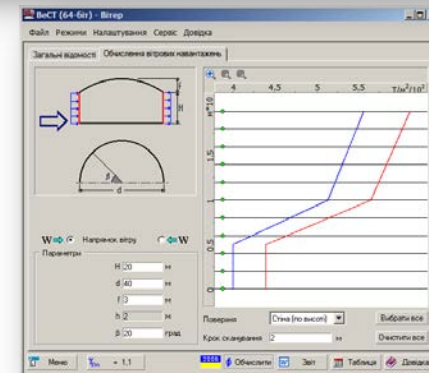 ВеСТ (64-біт) - Вітер
Файл Режими Налаштування Сервіс Довідка
Загальні відомості Обчислення вітрових навантажень
4 4,5 5 5,5 Т/м²/10³
м*10
1,5
1
0,5
0
f
H
β
d
W Напрямок вітру W
Параметри
H 20 м
d 40 м
f 3 м
h 2 м
β 20 град
Поверхня Стіна (по висоті) Вибрати все
Крок сканування 2 м Очистити все
Меню = 1,1 Обчислити Звіт Таблиця Довідка